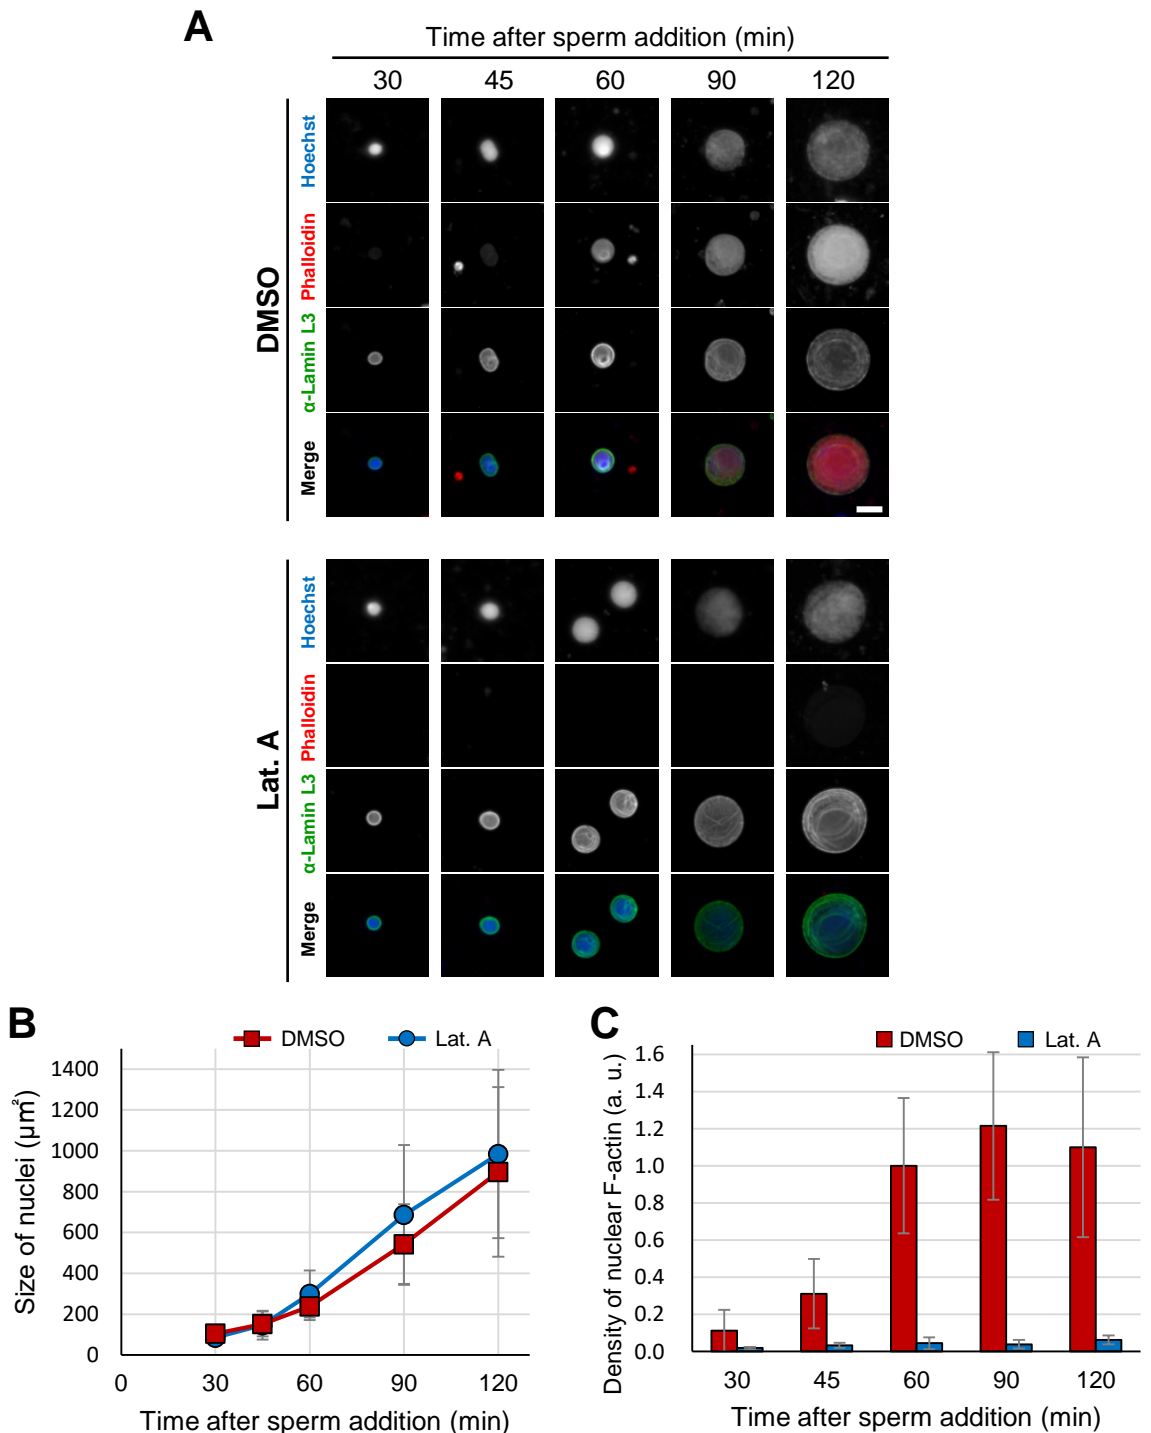 A
Time after sperm addition (min)
30 45 60 90 120
DMSO
Hoechst
Phalloidin
α-Lamin L3
Merge
Lat. A
Hoechst
Phalloidin
α-Lamin L3
Merge
B
DMSO Lat. A
Size of nuclei (µm²)
1400
1200
1000
800
600
400
200
0
0 30 60 90 120
Time after sperm addition (min)
C
DMSO Lat. A
Density of nuclear F-actin (a. u.)
1.6
1.4
1.2
1.0
0.8
0.6
0.4
0.2
0.0
30 45 60 90 120
Time after sperm addition (min)